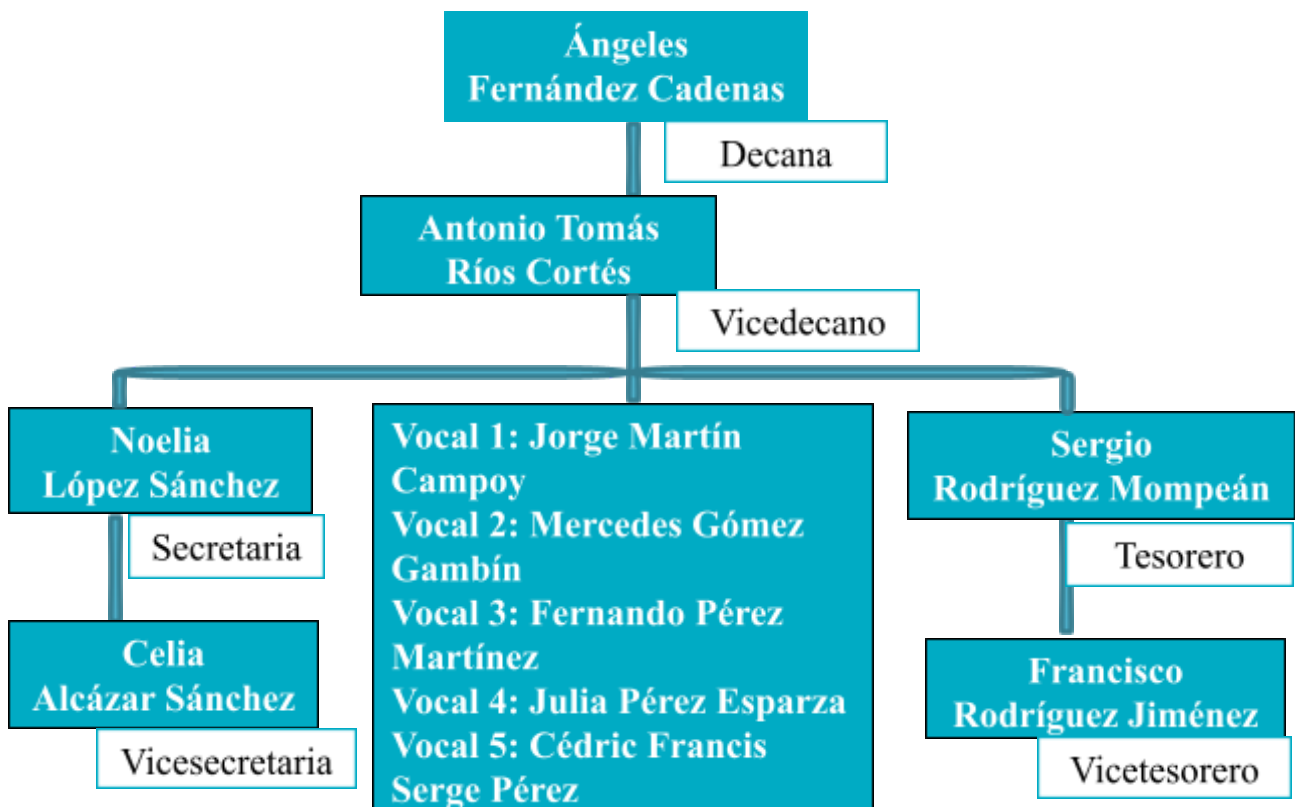 Ángeles
Fernández Cadenas
Decana
Antonio Tomás
Ríos Cortés
Vicedecano
Noelia
López Sánchez
Secretaria
Celia
Alcázar Sánchez
Vicesecretaria
Vocal 1: Jorge Martín
Campoy
Vocal 2: Mercedes Gómez
Gambín
Vocal 3: Fernando Pérez
Martínez
Vocal 4: Julia Pérez Esparza
Vocal 5: Cédric Francis
Serge Pérez
Sergio
Rodríguez Mompeán
Tesorero
Francisco
Rodríguez Jiménez
Vicetesorero